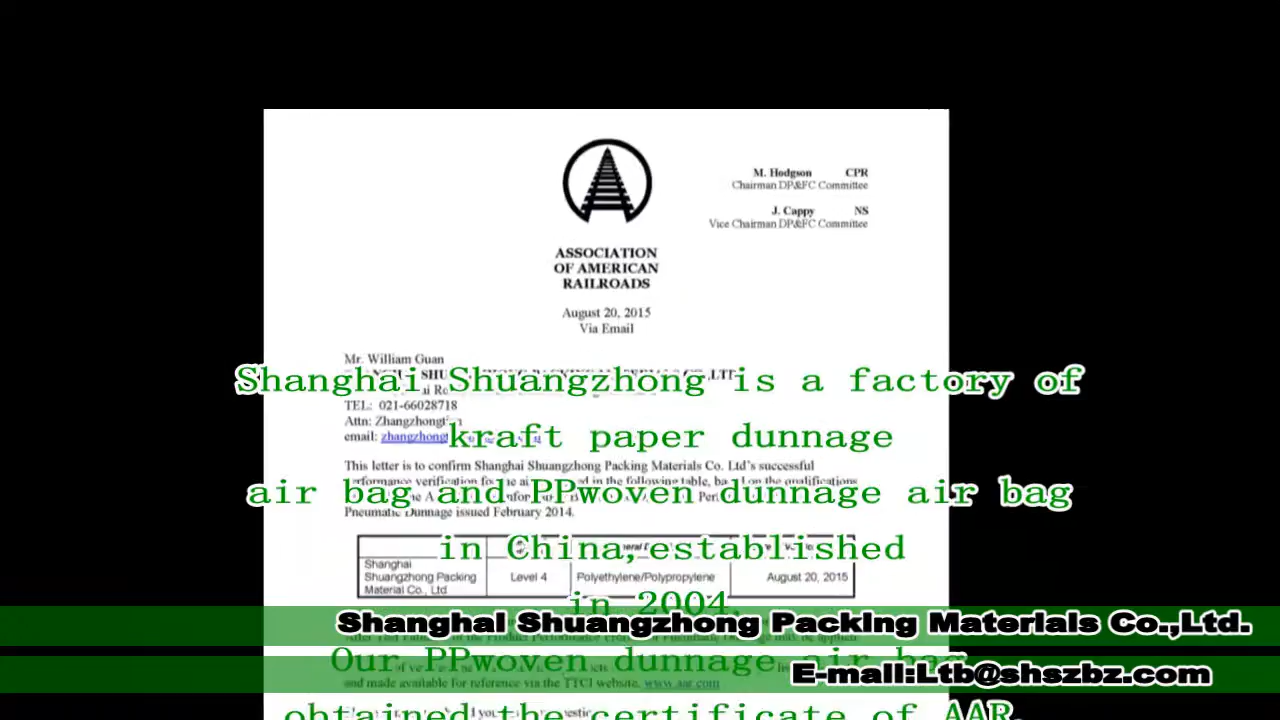 M. Hodgson CPR
Chairman DP&FC Committee
J. Cappy NS
Vice Chairman DP&FC Committee
ASSOCIATION
OF AMERICAN
RAILROADS
August 20, 2015
Via Email
Mr. William Guan
Shanghai Shuangzhong is a factory of
TEL: 021-66028718
Attn:
email:
kraft paper dunnage
This letter is to confirm Shanghai Shuangzhong Packing Materials Co. Ltd's successful
air bag and PPwoven dunnage air bag
Pneumatic Dunnage issued February 2014.
in China,established
Shanghai
Shuangzhong Packing
Material Co., Ltd
Level 4
Polyethylene/Polypropylene
August 20, 2015
in 2004.
Shanghai Shuangzhong Packing Materials Co.,Ltd.
Our PPwoven dunnage air bag
E-mail:Ltb@shszbz.com
and made available for reference via the TTCI website, www.aar.com
obtained the certificate of AAR.